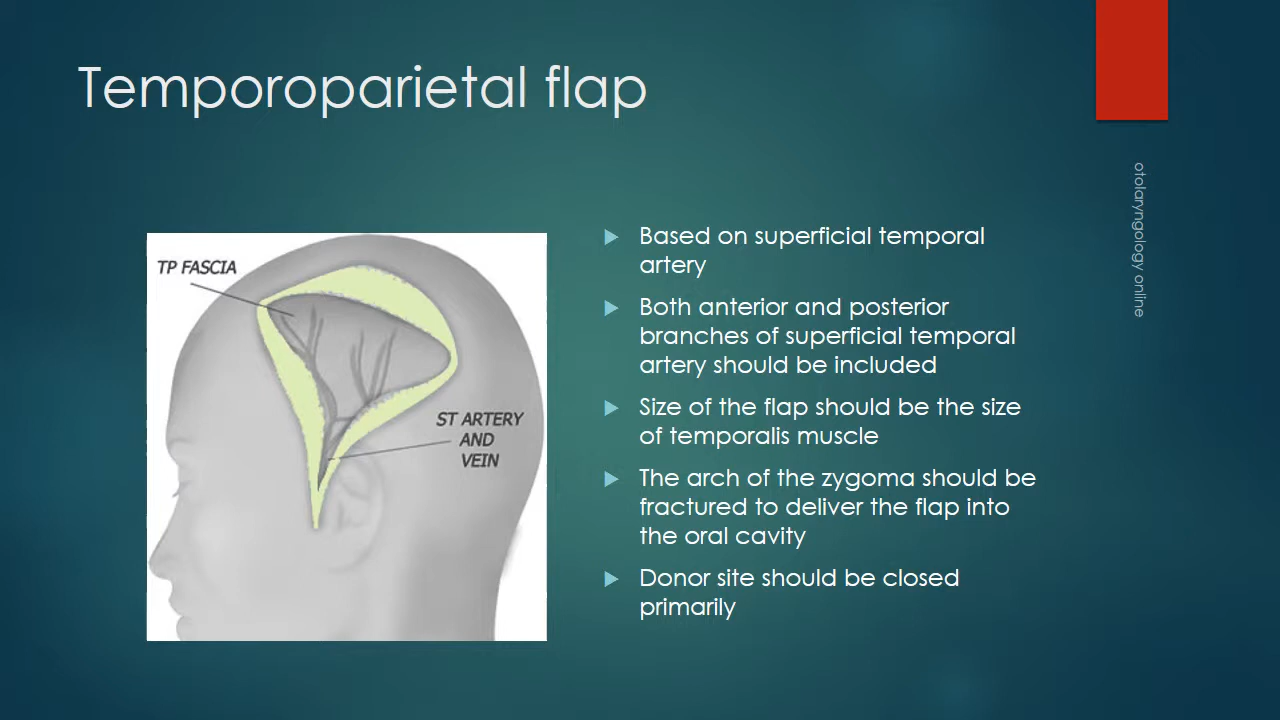 Temporoparietal flap
TP FASCIA
ST ARTERY
AND
VEIN
Based on superficial temporal
artery
Both anterior and posterior
branches of superficial temporal
artery should be included
Size of the flap should be the size
of temporalis muscle
The arch of the zygoma should be
fractured to deliver the flap into
the oral cavity
Donor site should be closed
primarily
otolaryngology online